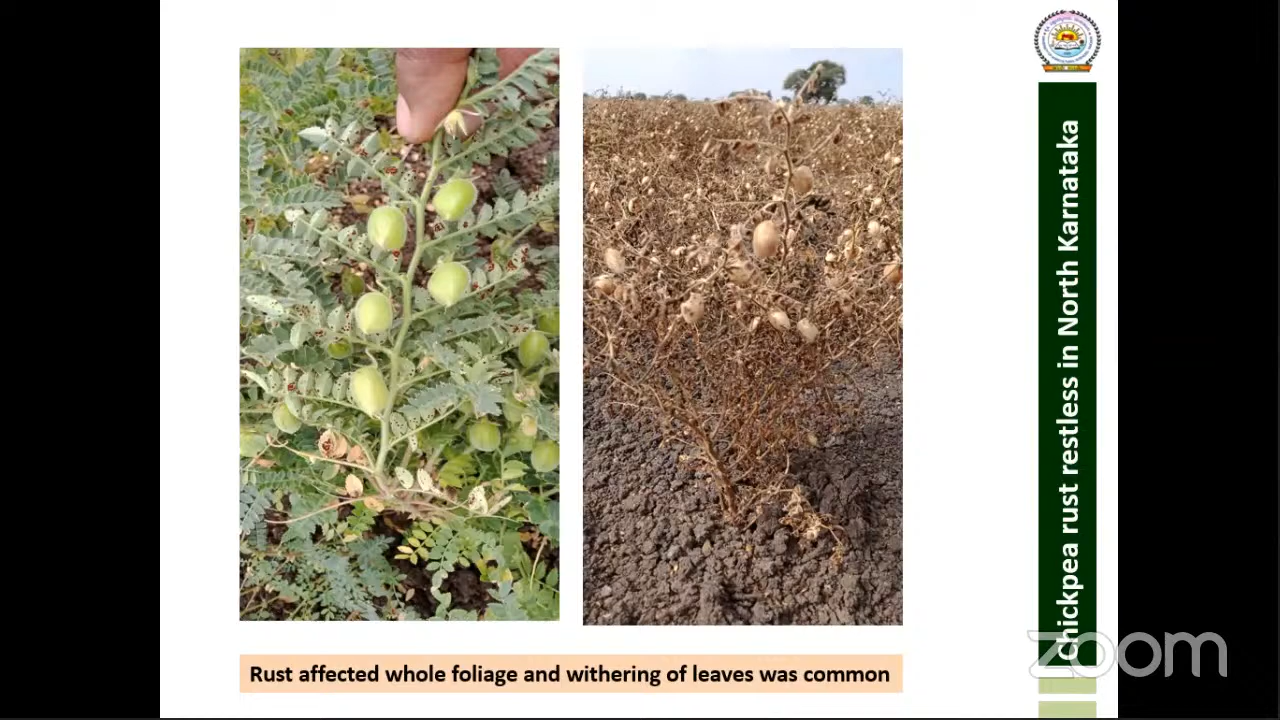 Chickpea rust restless in North Karnataka
Rust affected whole foliage and withering of leaves was common
zoom